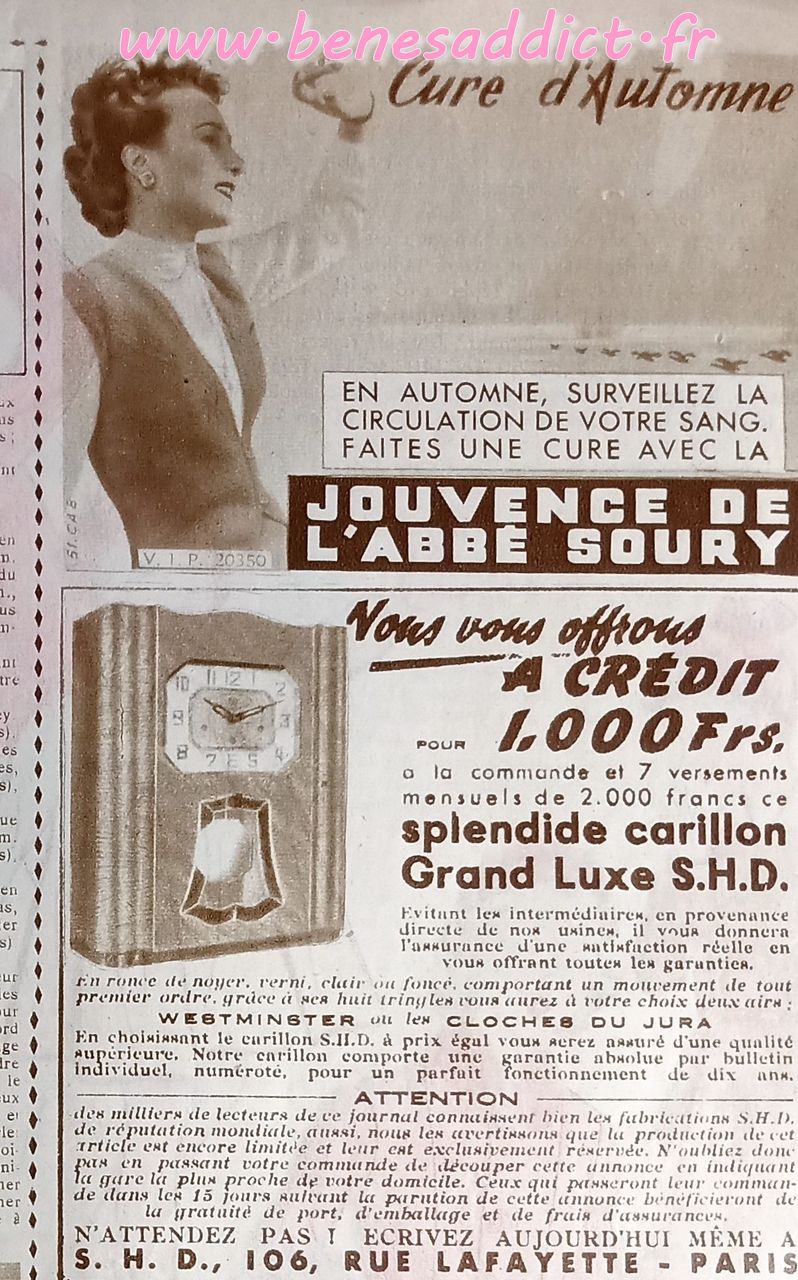 www.benesaddict.fr
Cure d'Automne
EN AUTOMNE, SURVEILLEZ LA
CIRCULATION DE VOTRE SANG.
FAITES UNE CURE AVEC LA
JOUVENCE DE
L'ABBÉ SOURY
V. I. P. 20350
Nous vous offrons
A CRÉDIT
POUR 1.000 Frs.
a la commande et 7 versements
mensuels de 2.000 francs ce
splendide carillon
Grand Luxe S.H.D.
Evitant les intermédiaires, en provenance
directe de nos usines, il vous donnera
l'assurance d'une satisfaction réelle en
vous offrant toutes les garanties.
En ronce de noyer, verni, clair ou foncé, comportant un mouvement de tout
premier ordre, grâce à ses huit tringles vous aurez à votre choix deux airs :
WESTMINSTER ou les CLOCHES DU JURA
En choisissant le carillon S.H.D. à prix égal vous serez assuré d'une qualité
supérieure. Notre carillon comporte une garantie absolue par bulletin
individuel, numéroté, pour un parfait fonctionnement de dix ans.
ATTENTION
des milliers de lecteurs de ce journal connaissent bien les fabrications S.H.D.
de réputation mondiale, aussi, nous les avertissons que la production de cet
article est encore limitée et leur est exclusivement réservée. N'oubliez donc
pas en passant votre commande de découper cette annonce en indiquant
la gare la plus proche de votre domicile. Ceux qui passeront leur comman-
de dans les 15 jours suivant la parution de cette annonce bénéficieront de
la gratuité de port, d'emballage et de frais d'assurances.
N'ATTENDEZ PAS ! ECRIVEZ AUJOURD'HUI MÊME A
S. H. D., 106, RUE LAFAYETTE - PARIS